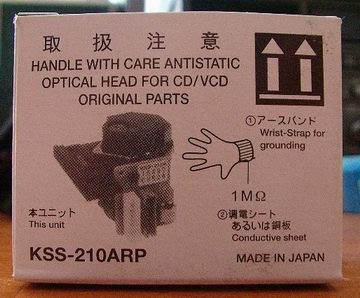 取扱注意
HANDLE WITH CARE ANTISTATIC
OPTICAL HEAD FOR CD/VCD
ORIGINAL PARTS
①アースバンド
Wrist-Strap for
grounding
1MΩ
本ユニット
This unit
②调電シート
あるいは銅板
Conductive sheet
KSS-210ARP
MADE IN JAPAN